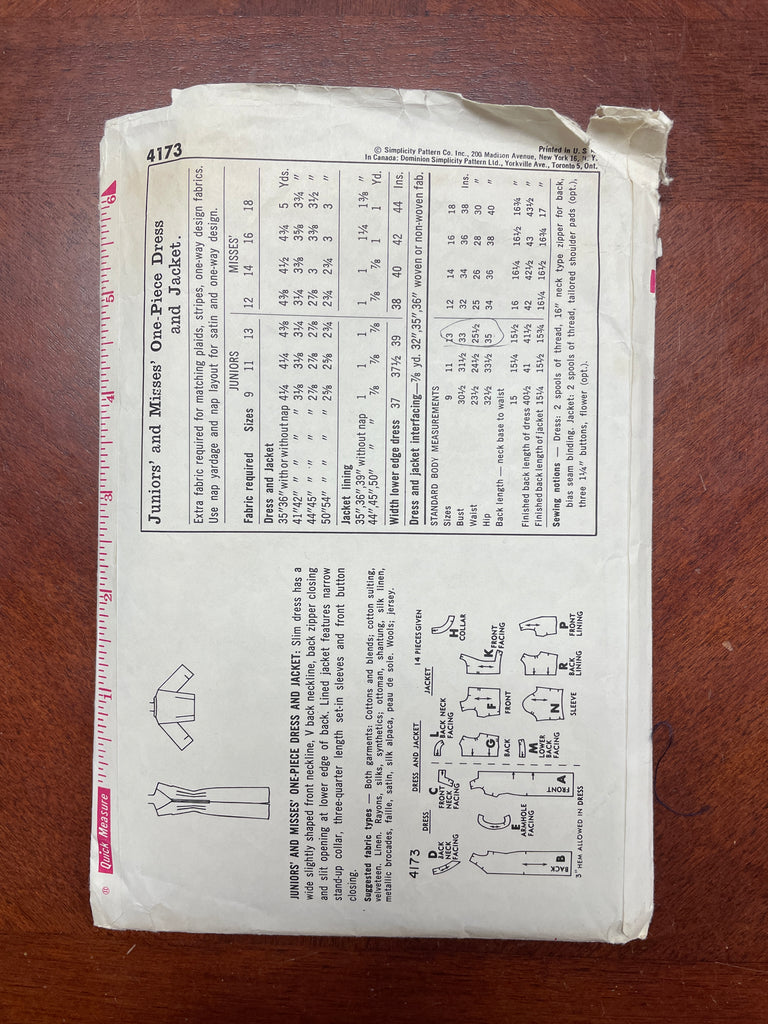 4173
© Simplicity Pattern Co. Inc., 200 Madison Avenue, New York 16, N. Y.
Printed in U. S.
In Canada: Dominion Simplicity Pattern Ltd., Yorkville Ave., Toronto 5, Ont.
Juniors' and Misses' One-Piece Dress
and Jacket.
Extra fabric required for matching plaids, stripes, one-way design fabrics.
Use nap yardage and nap layout for satin and one-way design.
JUNIORS MISSES'
Fabric required Sizes 9 11 13 12 14 16 18
Dress and Jacket
35"36" with or without nap 4¼ 4¼ 4⅜ 4⅜ 4½ 4¾ 5 Yds.
41"42" " " " " 3⅛ 3⅛ 3¼ 3¼ 3⅜ 3⅝ 3¾ "
44"45" " " " " 2⅞ 2⅞ 2⅞ 2⅞ 3 3⅜ 3½ "
50"54" " " " " 2⅝ 2⅝ 2¾ 2¾ 2¾ 3 3 "
Jacket lining
35",36",39" without nap 1 1 1 1 1 1¼ 1⅜ "
44",45",50" " " ⅞ ⅞ ⅞ ⅞ ⅞ 1 1 Yd.
Width lower edge dress 37 37½ 39 38 40 42 44 Ins.
Dress and jacket interfacing—⅞ yd. 32",35",36" woven or non-woven fab.
STANDARD BODY MEASUREMENTS
Sizes 9 11 13 12 14 16 18
Bust 30½ 31½ 33 32 34 36 38 Ins.
Waist 23½ 24½ 25½ 25 26 28 30 "
Hip 32½ 33½ 35 34 36 38 40 "
Back length — neck base to waist
15 15¼ 15½ 16 16¼ 16½ 16¾ "
Finished back length of dress 40½ 41 41½ 42 42½ 43 43½ "
Finished back length of jacket 15¼ 15½ 15¾ 16¼ 16½ 16¾ 17 "
Sewing notions — Dress: 2 spools of thread, 16" neck type zipper for back,
bias seam binding. Jacket: 2 spools of thread, tailored shoulder pads (opt.),
three 1¼" buttons, flower (opt.).
JUNIORS' AND MISSES' ONE-PIECE DRESS AND JACKET: Slim dress has a
wide slightly shaped front neckline, V back neckline, back zipper closing
and slit opening at lower edge of back. Lined jacket features narrow
stand-up collar, three-quarter length set-in sleeves and front button
closing.
Suggested fabric types — Both garments: Cottons and blends; cotton suiting,
velveteen. Linen. Rayons, silks, synthetics; ottoman, shantung, silk linen,
metallic brocades, faille, satin, silk alpaca, peau de soie. Wools; jersey.
4173 DRESS DRESS AND JACKET JACKET 14 PIECES GIVEN
D BACK NECK FACING
C FRONT NECK FACING
L BACK NECK FACING
H COLLAR
E ARMHOLE FACING
G BACK
F FRONT
K FRONT FACING
B BACK
A FRONT
M LOWER BACK FACING
N SLEEVE
R BACK LINING
P FRONT LINING
3" HEM ALLOWED IN DRESS
® Quick Measure 1 2 3 4 5 6